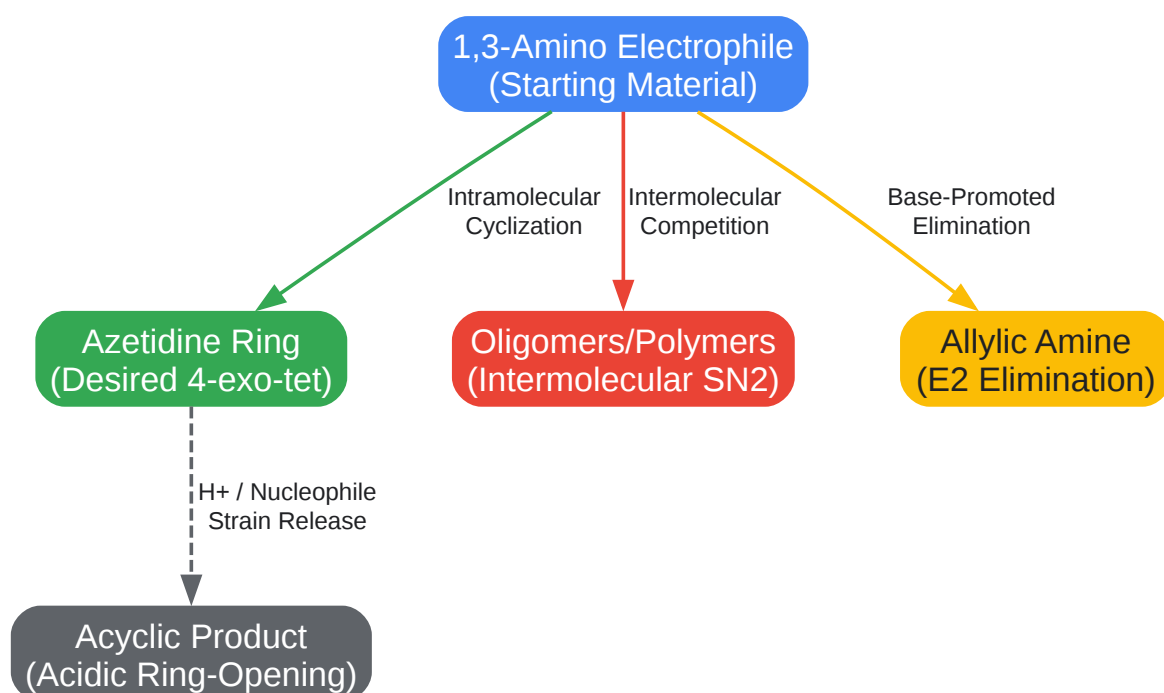 1,3-Amino Electrophile
(Starting Material)
Intramolecular
Cyclization
Intermolecular
Competition
Base-Promoted
Elimination
Azetidine Ring
(Desired 4-exo-tet)
Oligomers/Polymers
(Intermolecular SN2)
Allylic Amine
(E2 Elimination)
H+ / Nucleophile
Strain Release
Acyclic Product
(Acidic Ring-Opening)